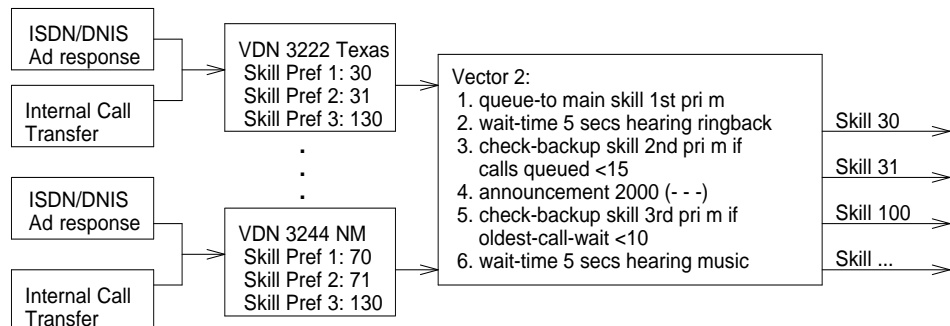 ISDN/DNIS
Ad response
Internal Call
Transfer
VDN 3222 Texas
Skill Pref 1: 30
Skill Pref 2: 31
Skill Pref 3: 130
.
.
.
ISDN/DNIS
Ad response
Internal Call
Transfer
VDN 3244 NM
Skill Pref 1: 70
Skill Pref 2: 71
Skill Pref 3: 130
Vector 2:
1. queue-to main skill 1st pri m
2. wait-time 5 secs hearing ringback
3. check-backup skill 2nd pri m if
calls queued <15
4. announcement 2000 (- - -)
5. check-backup skill 3rd pri m if
oldest-call-wait <10
6. wait-time 5 secs hearing music
Skill 30
Skill 31
Skill 100
Skill ...